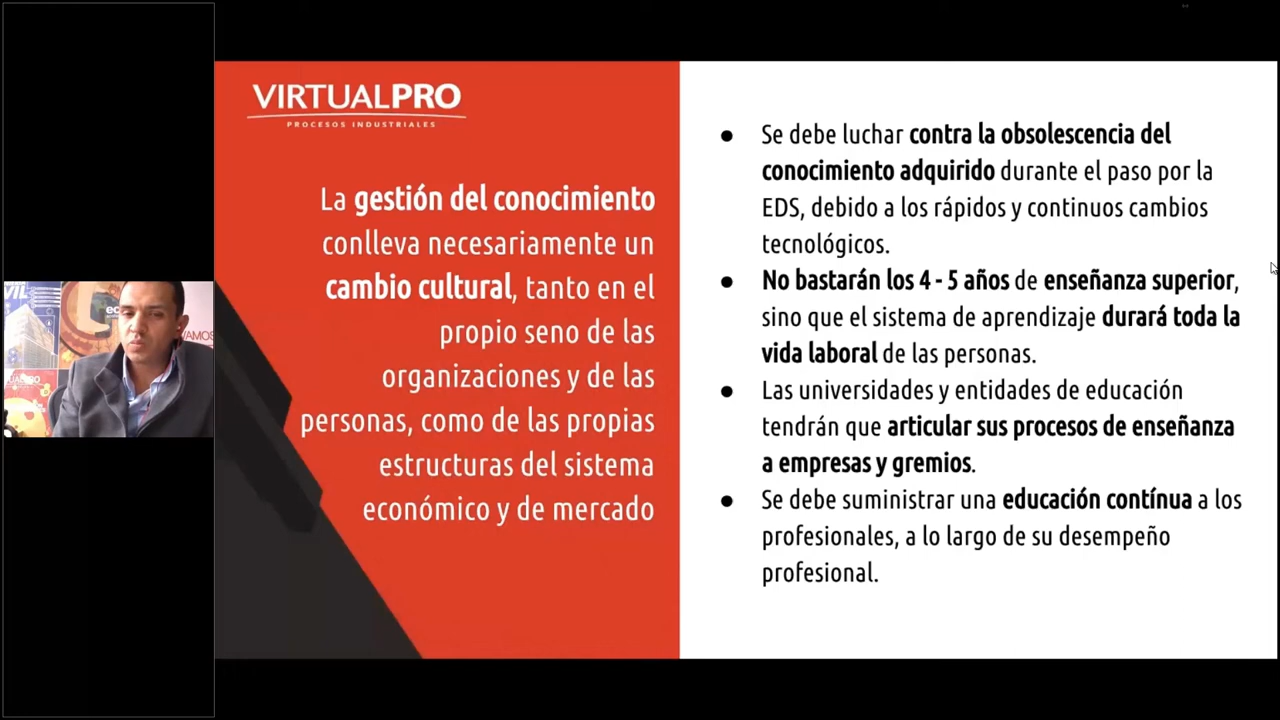 VIRTUALPRO
PROCESOS INDUSTRIALES
La gestión del conocimiento
conlleva necesariamente un
cambio cultural, tanto en el
propio seno de las
organizaciones y de las
personas, como de las propias
estructuras del sistema
económico y de mercado
● Se debe luchar contra la obsolescencia del
conocimiento adquirido durante el paso por la
EDS, debido a los rápidos y continuos cambios
tecnológicos.
● No bastarán los 4 - 5 años de enseñanza superior,
sino que el sistema de aprendizaje durará toda la
vida laboral de las personas.
● Las universidades y entidades de educación
tendrán que articular sus procesos de enseñanza
a empresas y gremios.
● Se debe suministrar una educación contínua a los
profesionales, a lo largo de su desempeño
profesional.